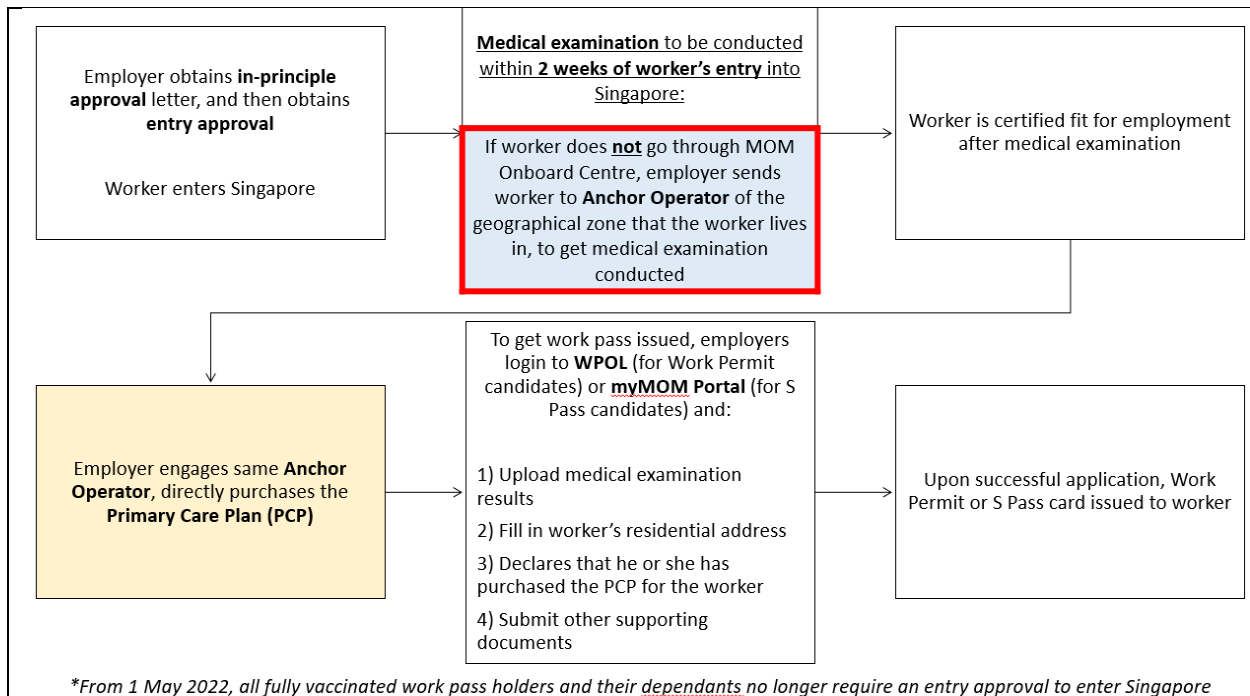 Employer obtains in-principle
approval letter, and then obtains
entry approval
Worker enters Singapore
Medical examination to be conducted
within 2 weeks of worker's entry into
Singapore:
If worker does not go through MOM
Onboard Centre, employer sends
worker to Anchor Operator of the
geographical zone that the worker lives
in, to get medical examination
conducted
Worker is certified fit for employment
after medical examination
Employer engages same Anchor
Operator, directly purchases the
Primary Care Plan (PCP)
To get work pass issued, employers
login to WPOL (for Work Permit
candidates) or myMOM Portal (for S
Pass candidates) and:
1) Upload medical examination
results
2) Fill in worker's residential address
3) Declares that he or she has
purchased the PCP for the worker
4) Submit other supporting
documents
Upon successful application, Work
Permit or S Pass card issued to worker
*From 1 May 2022, all fully vaccinated work pass holders and their dependants no longer require an entry approval to enter Singapore